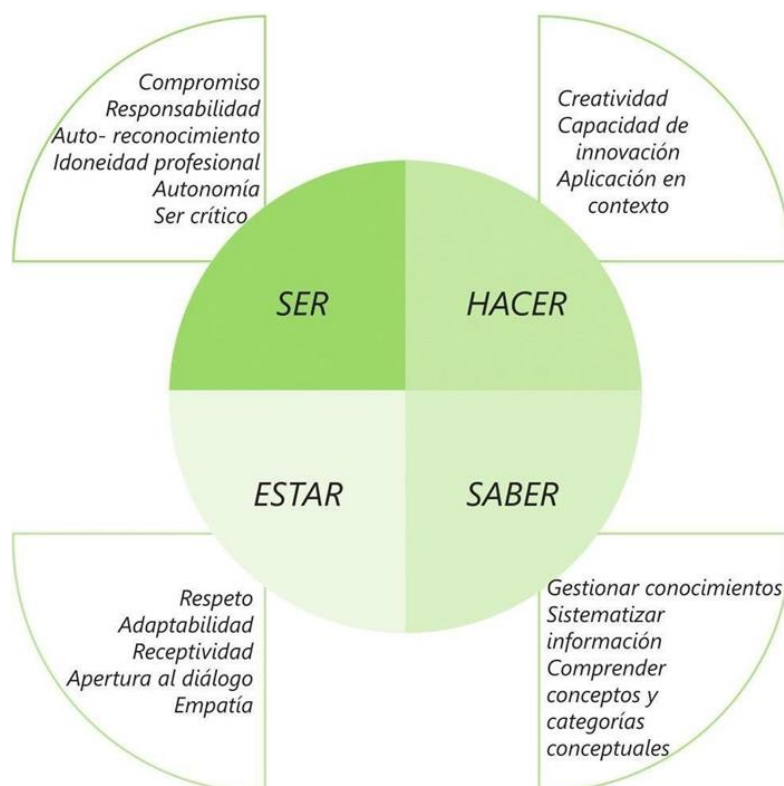 Compromiso
Responsabilidad
Auto- reconocimiento
Idoneidad profesional
Autonomía
Ser crítico
Creatividad
Capacidad de
innovación
Aplicación en
contexto
SER
HACER
ESTAR
SABER
Respeto
Adaptabilidad
Receptividad
Apertura al diálogo
Empatía
Gestionar conocimientos
Sistematizar
información
Comprender
conceptos y
categorías
conceptuales